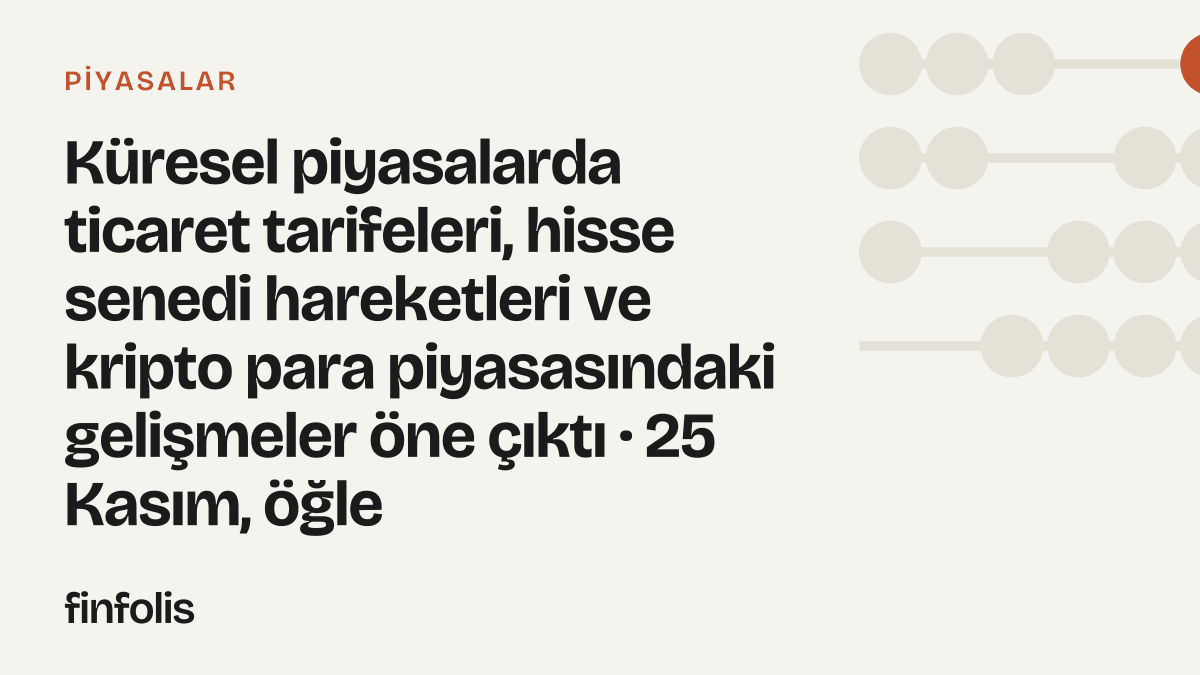 PİYASALAR
Küresel piyasalarda
ticaret tarifeleri, hisse
senedi hareketleri ve
kripto para piyasasındaki
gelişmeler öne çıktı · 25
Kasım, öğle
finfolis